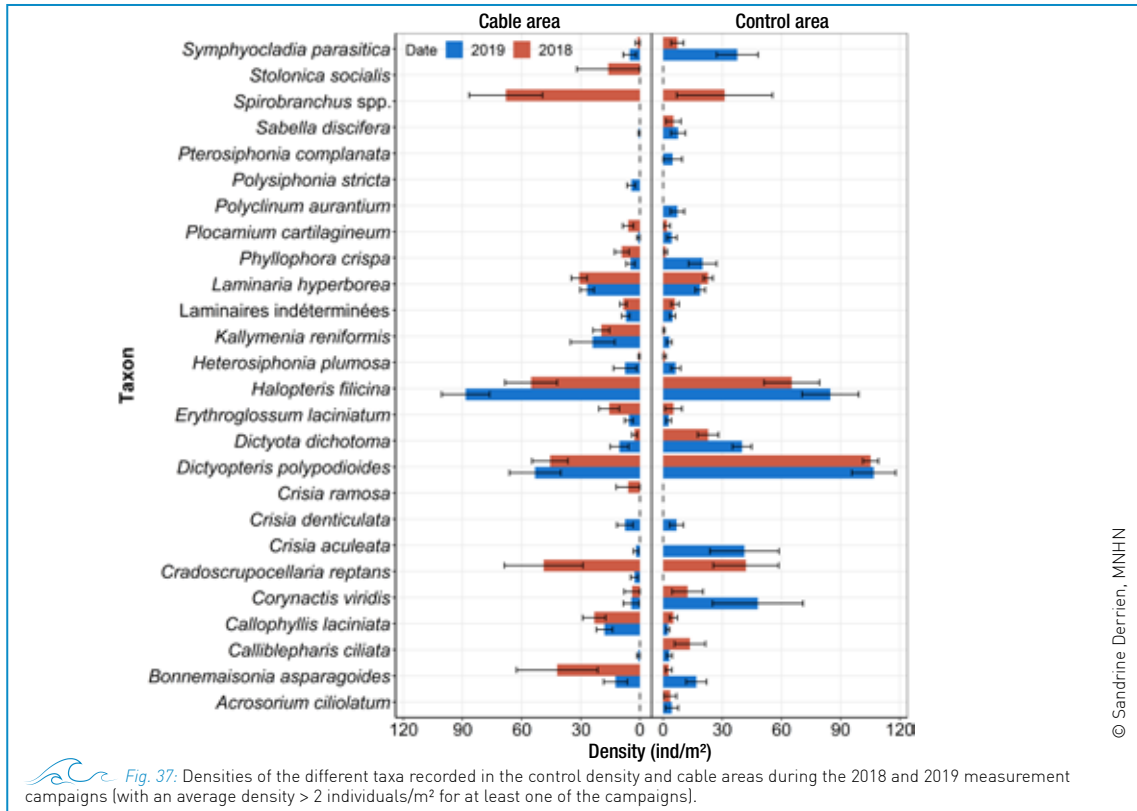 Cable area Control area
Date 2019 2018
Symphyocladia parasitica
Stolonica socialis
Spirobranchus spp.
Sabella discifera
Pterosiphonia complanata
Polysiphonia stricta
Polyclinum aurantium
Plocamium cartilagineum
Phyllophora crispa
Laminaria hyperborea
Laminaires indéterminées
Kallymenia reniformis
Heterosiphonia plumosa
Halopteris filicina
Erythroglossum laciniatum
Dictyota dichotoma
Dictyopteris polypodioides
Crisia ramosa
Crisia denticulata
Crisia aculeata
Cradoscrupocellaria reptans
Corynactis viridis
Callophyllis laciniata
Calliblepharis ciliata
Bonnemaisonia asparagoides
Acrosorium ciliolatum
Taxon
120 90 60 30 0 0 30 60 90 120
Density (ind/m²)
© Sandrine Derrien, MNHN
Fig. 37: Densities of the different taxa recorded in the control density and cable areas during the 2018 and 2019 measurement
campaigns (with an average density > 2 individuals/m² for at least one of the campaigns).